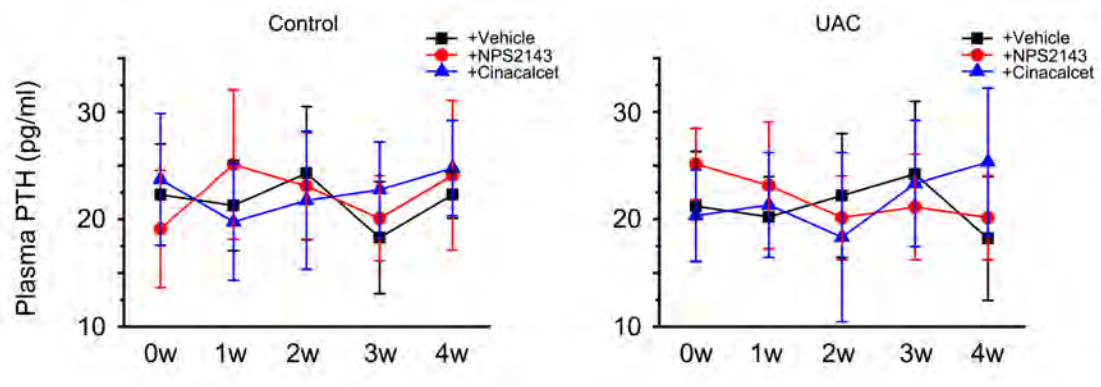 Control
+Vehicle
+NPS2143
+Cinacalcet
Plasma PTH (pg/ml)
30
20
10
0w 1w 2w 3w 4w
UAC
+Vehicle
+NPS2143
+Cinacalcet
30
20
10
0w 1w 2w 3w 4w